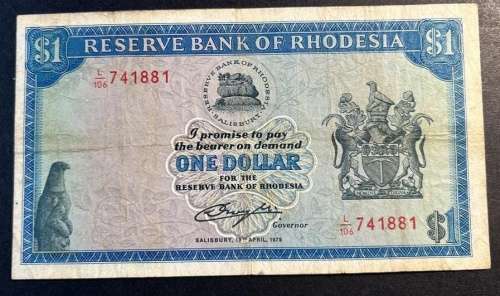 $1 RESERVE BANK OF RHODESIA $1
L/106 741881
RESERVE BANK OF RHODESIA
SALISBURY
I promise to pay
the bearer on demand
ONE DOLLAR
FOR THE
RESERVE BANK OF RHODESIA
Governor
L/106 741881
$1
SALISBURY, APRIL,